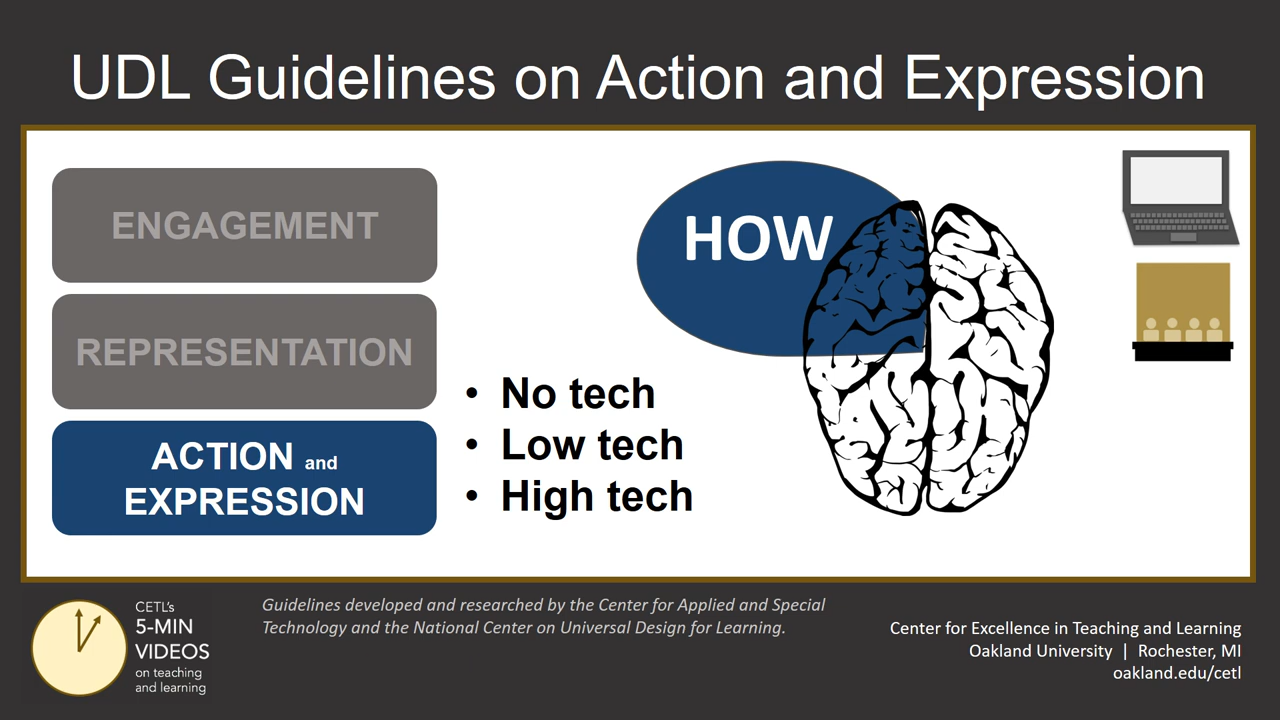 UDL Guidelines on Action and Expression
ENGAGEMENT
REPRESENTATION
ACTION and
EXPRESSION
HOW
• No tech
• Low tech
• High tech
CETL's
5-MIN
VIDEOS
on teaching
and learning
Guidelines developed and researched by the Center for Applied and Special
Technology and the National Center on Universal Design for Learning.
Center for Excellence in Teaching and Learning
Oakland University | Rochester, MI
oakland.edu/cetl